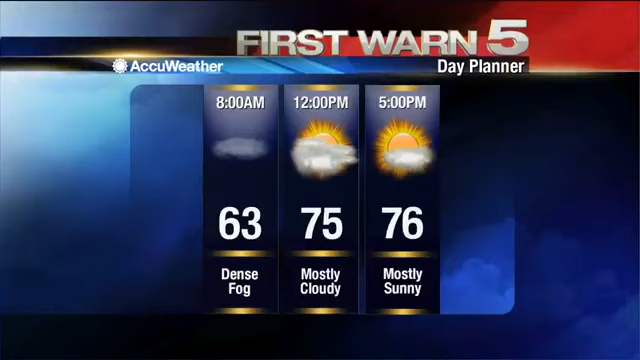 FIRST WARN 5
AccuWeather
Day Planner
8:00AM 12:00PM 5:00PM
63 75 76
Dense Mostly Mostly
Fog Cloudy Sunny